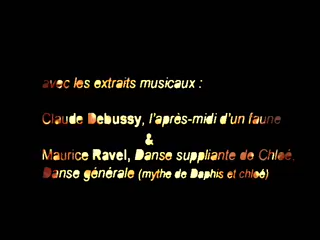 avec les extraits musicaux :
Claude Debussy, l'après-midi d'un faune
&
Maurice Ravel, Danse suppliante de Chloé.
Danse générale (mythe de Daphis et chloé)